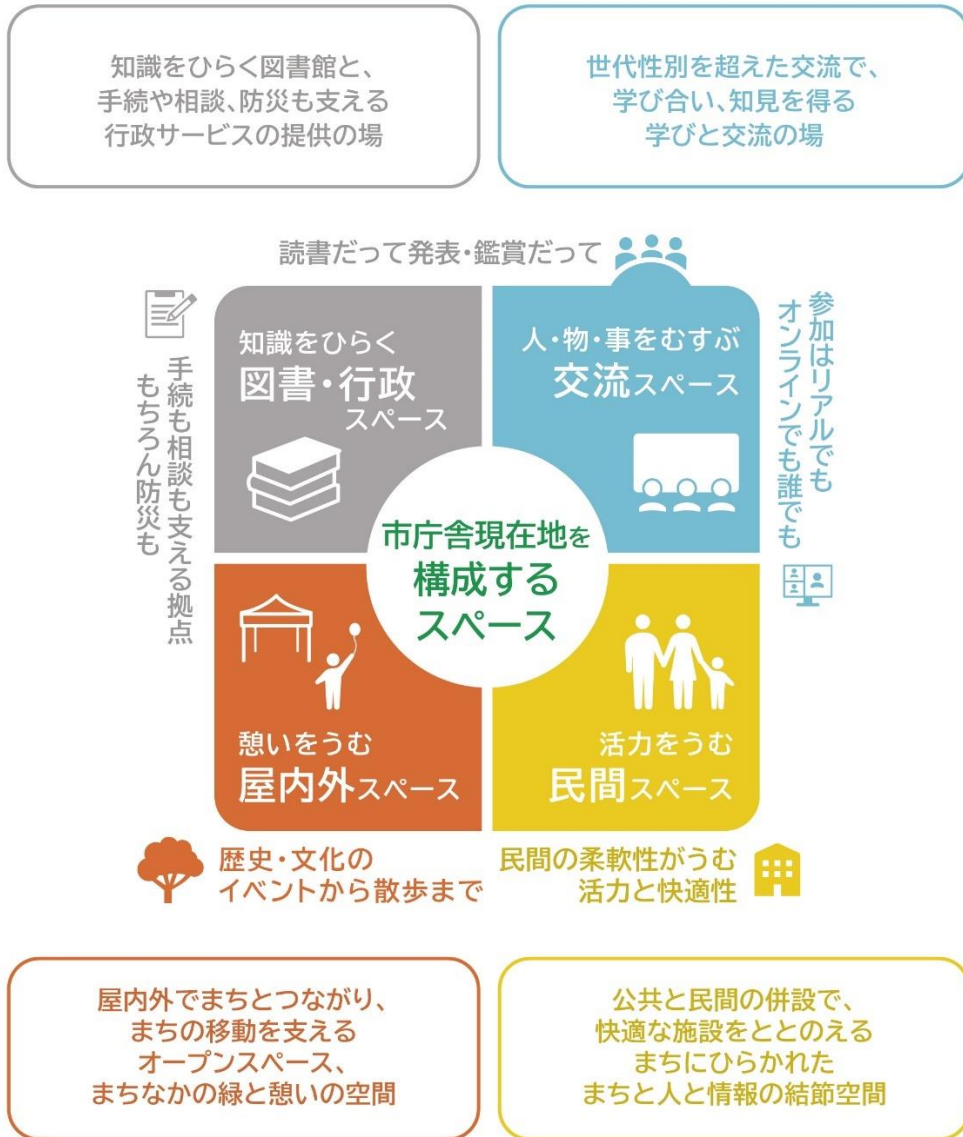 知識をひらく図書館と、
手続や相談、防災も支える
行政サービスの提供の場
世代性別を超えた交流で、
学び合い、知見を得る
学びと交流の場
読書だって発表・鑑賞だって
手続も相談も支える拠点
もちろん防災も
知識をひらく
図書・行政
スペース
人・物・事をむすぶ
交流スペース
参加はリアルでも
オンラインでも誰でも
市庁舎現在地を
構成する
スペース
憩いをうむ
屋内外スペース
活力をうむ
民間スペース
歴史・文化の
イベントから散歩まで
民間の柔軟性がうむ
活力と快適性
屋内外でまちとつながり、
まちの移動を支える
オープンスペース、
まちなかの緑と憩いの空間
公共と民間の併設で、
快適な施設をととのえる
まちにひらかれた
まちと人と情報の結節空間